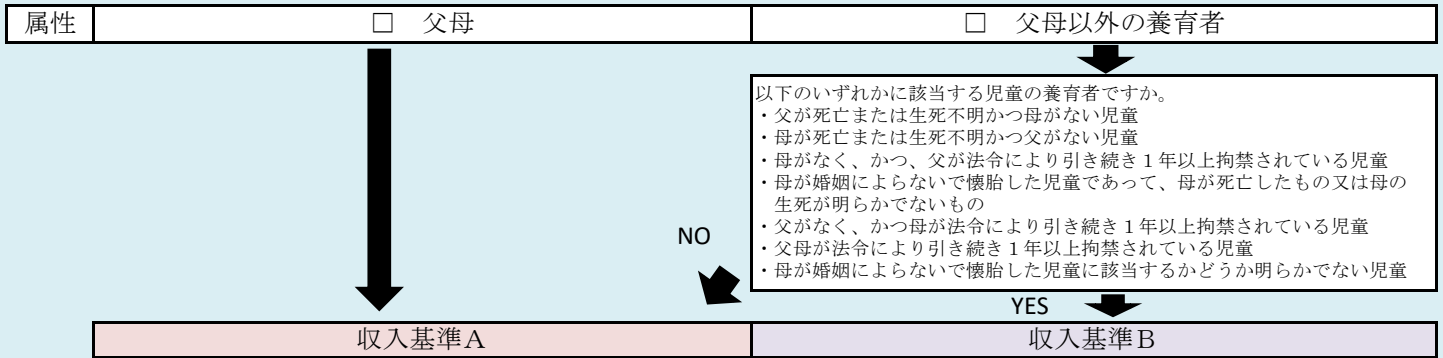 属性
□ 父母
□ 父母以外の養育者
以下のいずれかに該当する児童の養育者ですか。
・父が死亡または生死不明かつ母がない児童
・母が死亡または生死不明かつ父がない児童
・母がなく、かつ、父が法令により引き続き１年以上拘禁されている児童
・母が婚姻によらないで懐胎した児童であって、母が死亡したもの又は母の
生死が明らかでないもの
・父がなく、かつ母が法令により引き続き１年以上拘禁されている児童
・父母が法令により引き続き１年以上拘禁されている児童
・母が婚姻によらないで懐胎した児童に該当するかどうか明らかでない児童
NO
YES
収入基準Ａ
収入基準Ｂ